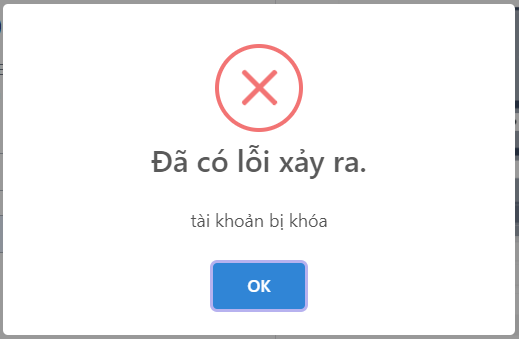 Đã có lỗi xảy ra.
tài khoản bị khóa
OK